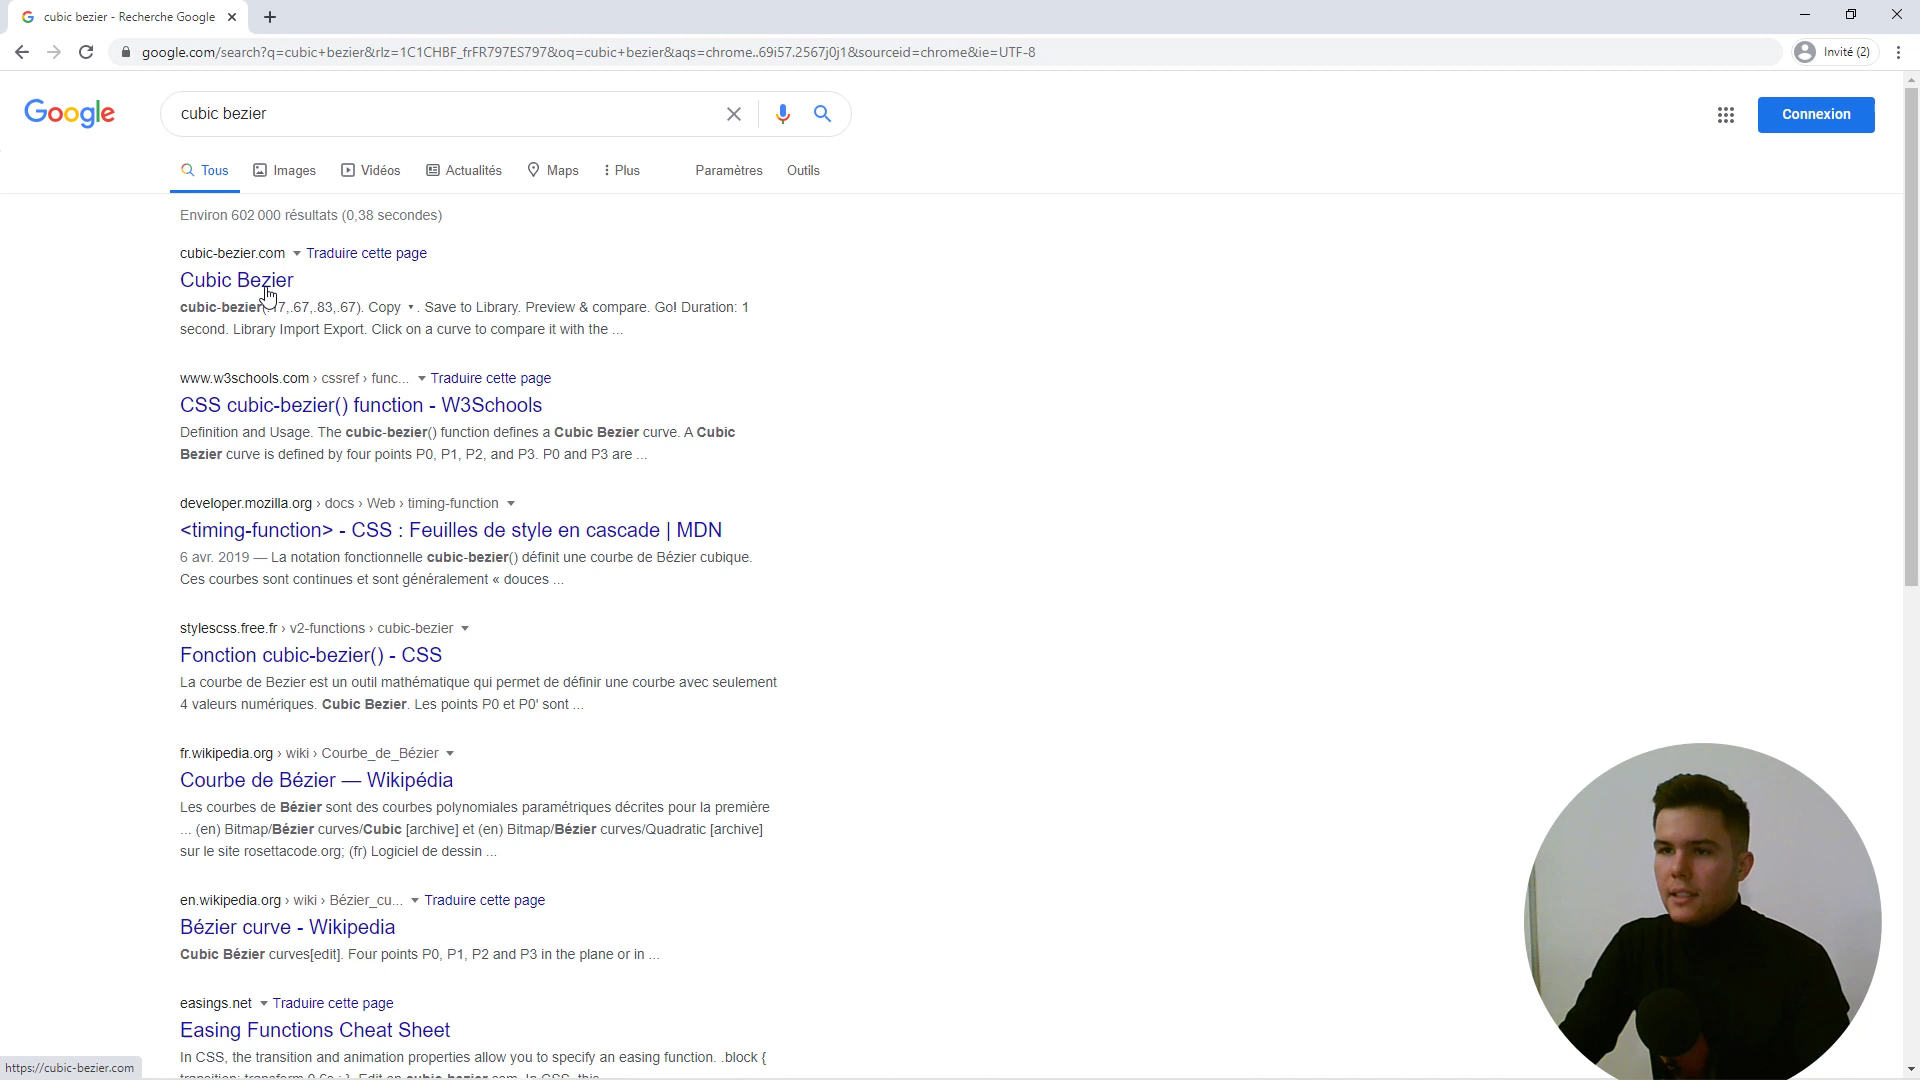 cubic bezier - Recherche Google
google.com/search?q=cubic+bezier&rlz=1C1CHBF_frFR797ES797&oq=cubic+bezier&aqs=chrome..69i57.2567j0j1&sourceid=chrome&ie=UTF-8
Invité (2)
Google
cubic bezier
Connexion
Tous Images Vidéos Actualités Maps Plus Paramètres Outils
Environ 602 000 résultats (0,38 secondes)
cubic-bezier.com Traduire cette page
Cubic Bezier
cubic-bezier(.17,.67,.83,.67). Copy ▾. Save to Library. Preview & compare. Go! Duration: 1
second. Library Import Export. Click on a curve to compare it with the ...
www.w3schools.com › cssref › func... Traduire cette page
CSS cubic-bezier() function - W3Schools
Definition and Usage. The cubic-bezier() function defines a Cubic Bezier curve. A Cubic
Bezier curve is defined by four points P0, P1, P2, and P3. P0 and P3 are ...
developer.mozilla.org › docs › Web › timing-function
<timing-function> - CSS : Feuilles de style en cascade | MDN
6 avr. 2019 — La notation fonctionnelle cubic-bezier() définit une courbe de Bézier cubique.
Ces courbes sont continues et sont généralement « douces ...
stylescss.free.fr › v2-functions › cubic-bezier
Fonction cubic-bezier() - CSS
La courbe de Bezier est un outil mathématique qui permet de définir une courbe avec seulement
4 valeurs numériques. Cubic Bezier. Les points P0 et P0' sont ...
fr.wikipedia.org › wiki › Courbe_de_Bézier
Courbe de Bézier — Wikipédia
Les courbes de Bézier sont des courbes polynomiales paramétriques décrites pour la première
... (en) Bitmap/Bézier curves/Cubic [archive] et (en) Bitmap/Bézier curves/Quadratic [archive]
sur le site rosettacode.org; (fr) Logiciel de dessin ...
en.wikipedia.org › wiki › Bézier_cu... Traduire cette page
Bézier curve - Wikipedia
Cubic Bézier curves[edit]. Four points P0, P1, P2 and P3 in the plane or in ...
easings.net Traduire cette page
Easing Functions Cheat Sheet
In CSS, the transition and animation properties allow you to specify an easing function. .block {
transition: transform 0.6s
https://cubic-bezier.com